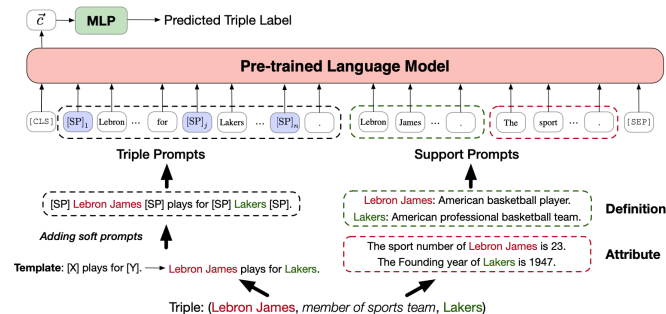 c → MLP → Predicted Triple Label
Pre-trained Language Model
[CLS] [SP]1 Lebron ... for [SP]j Lakers ... [SP]n . Lebron James ... . The sport ... . [SEP]
Triple Prompts Support Prompts
[SP] Lebron James [SP] plays for [SP] Lakers [SP].
Lebron James: American basketball player.
Lakers: American professional basketball team.
Definition
Adding soft prompts
The sport number of Lebron James is 23.
The Founding year of Lakers is 1947.
Attribute
Template: [X] plays for [Y]. → Lebron James plays for Lakers.
Triple: (Lebron James, member of sports team, Lakers)